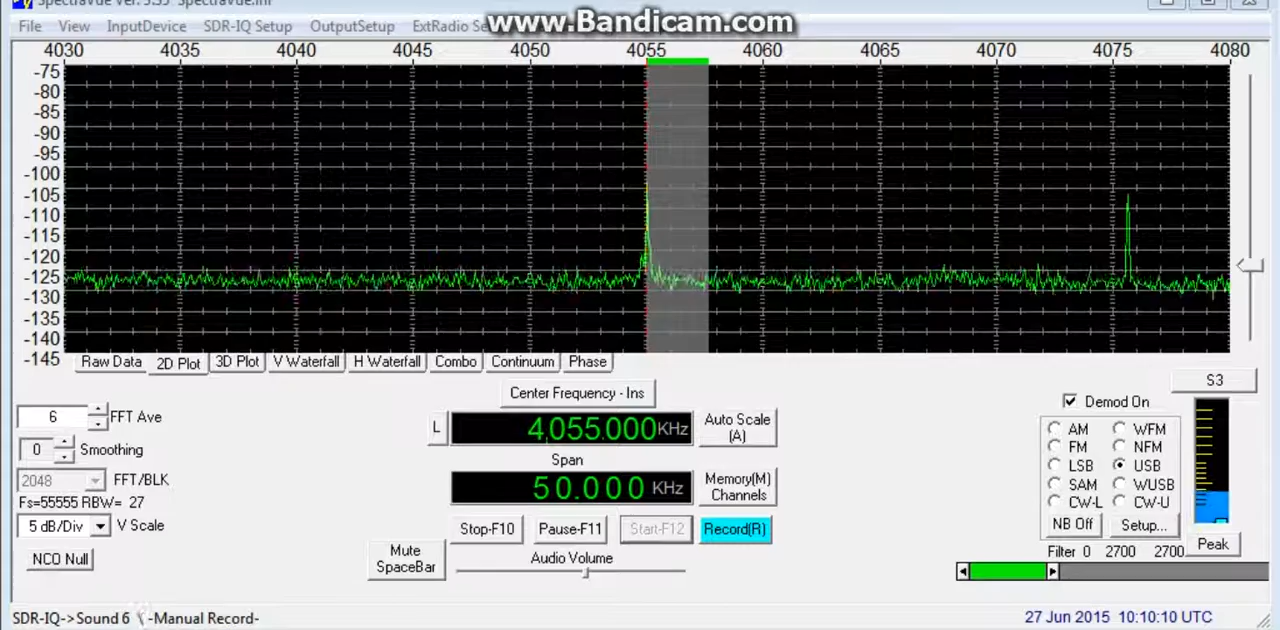 SpectraVue Ver. 3.35 SpectraVue.ini
www.Bandicam.com
File View InputDevice SDR-IQ Setup OutputSetup ExtRadio Se
4030 4035 4040 4045 4050 4055 4060 4065 4070 4075 4080
-75
-80
-85
-90
-95
-100
-105
-110
-115
-120
-125
-130
-135
-140
-145
Raw Data 2D Plot 3D Plot V Waterfall H Waterfall Combo Continuum Phase
Center Frequency - Ins
S3
6 FFT Ave
L 4,055.000 KHz
Auto Scale
(A)
Demod On
0 Smoothing
Span
AM WFM
FM NFM
LSB USB
SAM WUSB
CW-L CW-U
2048 FFT/BLK
50.000 KHz
Memory(M)
Channels
Fs=55555 RBW= 27
5 dB/Div V Scale
Stop-F10 Pause-F11 Start-F12 Record(R)
NB Off Setup...
Peak
NCO Null
Mute
SpaceBar
Audio Volume
Filter 0 2700 2700
SDR-IQ->Sound 6 \ -Manual Record-
27 Jun 2015 10:10:10 UTC